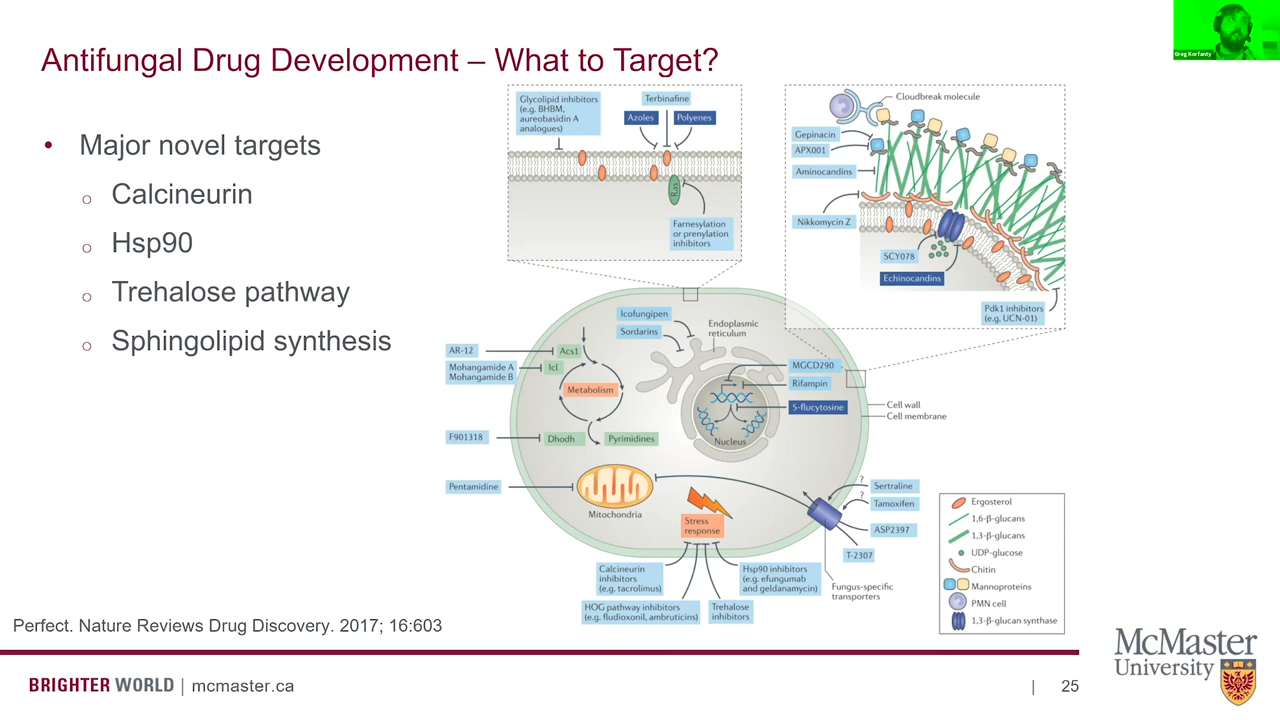 Greg Korfanty
Antifungal Drug Development – What to Target?
• Major novel targets
o Calcineurin
o Hsp90
o Trehalose pathway
o Sphingolipid synthesis
Glycolipid inhibitors
(e.g. BHBM,
aureobasidin A
analogues)
Terbinafine
Azoles
Polyenes
Ras
Farnesylation
or prenylation
inhibitors
Cloudbreak molecule
Gepinacin
APX001
Aminocandins
Nikkomycin Z
SCY078
Echinocandins
Pdk1 inhibitors
(e.g. UCN-01)
Icofungipen
Sordarins
Endoplasmic
reticulum
AR-12
Acs1
Mohangamide A
Mohangamide B
Icl
Metabolism
MGCD290
Rifampin
5-flucytosine
Nucleus
Cell wall
Cell membrane
F901318
Dhodh
Pyrimidines
Pentamidine
Mitochondria
Stress
response
?
Sertraline
?
Tamoxifen
ASP2397
T-2307
Fungus-specific
transporters
Calcineurin
inhibitors
(e.g. tacrolimus)
Hsp90 inhibitors
(e.g. efungumab
and geldanamycin)
HOG pathway inhibitors
(e.g. fludioxonil, ambruticins)
Trehalose
inhibitors
Ergosterol
1,6-β-glucans
1,3-β-glucans
UDP-glucose
Chitin
Mannoproteins
PMN cell
1,3-β-glucan synthase
Perfect. Nature Reviews Drug Discovery. 2017; 16:603
BRIGHTER WORLD | mcmaster.ca
| 25
McMaster
University